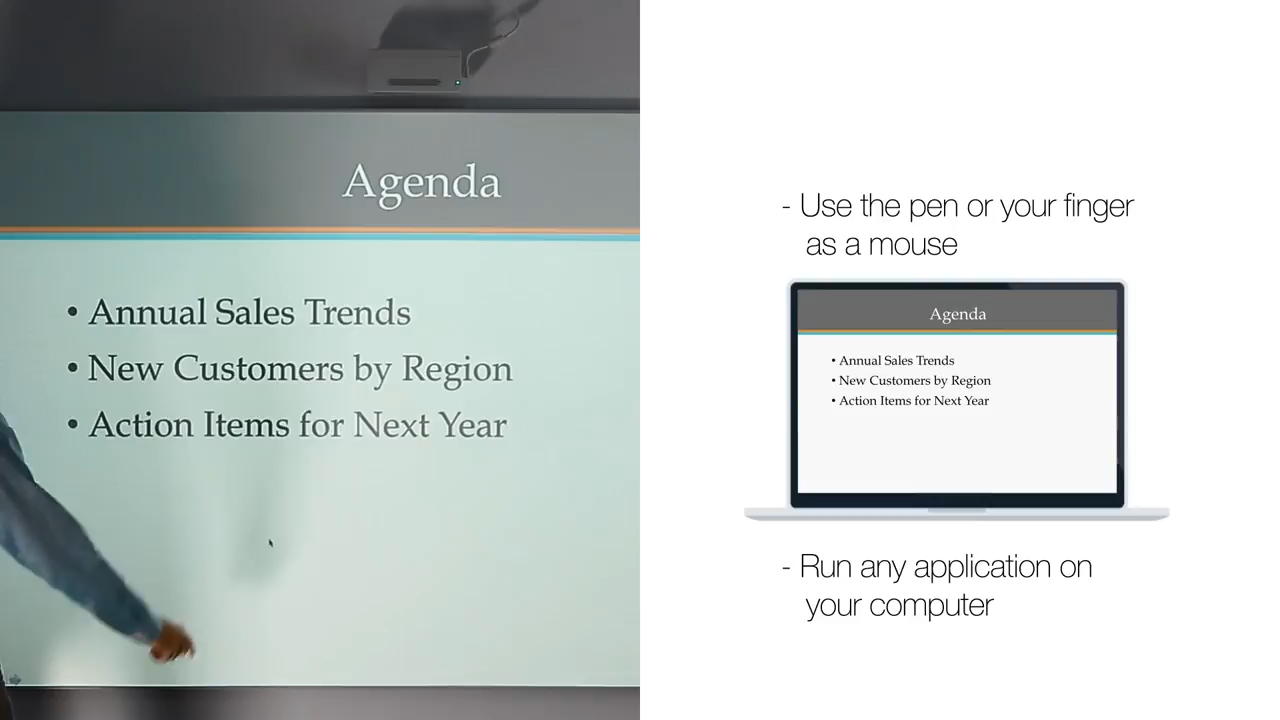 Agenda
• Annual Sales Trends
• New Customers by Region
• Action Items for Next Year
- Use the pen or your finger
as a mouse
Agenda
• Annual Sales Trends
• New Customers by Region
• Action Items for Next Year
- Run any application on
your computer